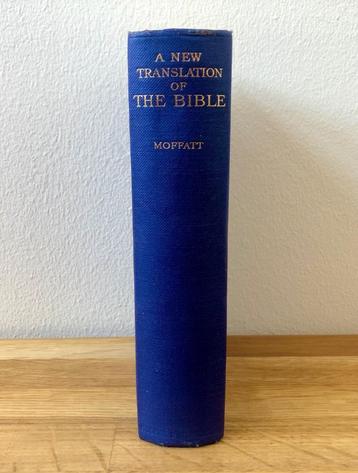 A NEW
TRANSLATION
OF
THE BIBLE
MOFFATT